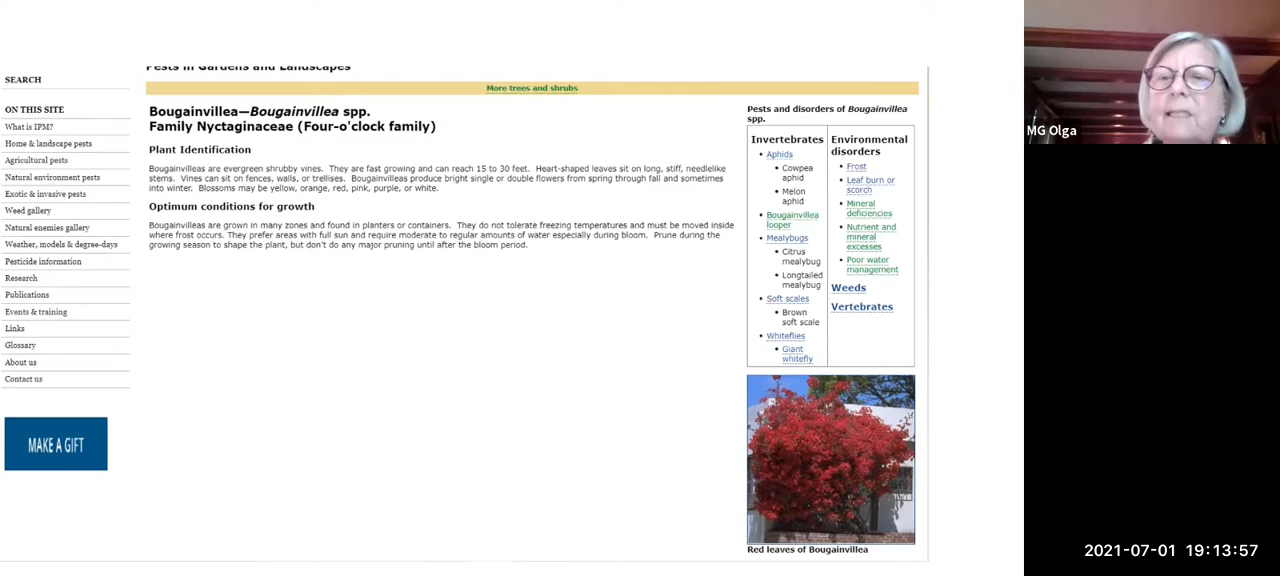 Pests in Gardens and Landscapes
SEARCH
ON THIS SITE
What is IPM?
Home & landscape pests
Agricultural pests
Natural environment pests
Exotic & invasive pests
Weed gallery
Natural enemies gallery
Weather, models & degree-days
Pesticide information
Research
Publications
Events & training
Links
Glossary
About us
Contact us
MAKE A GIFT
More trees and shrubs
Bougainvillea—Bougainvillea spp.
Family Nyctaginaceae (Four-o'clock family)
Plant Identification
Bougainvilleas are evergreen shrubby vines. They are fast growing and can reach 15 to 30 feet. Heart-shaped leaves sit on long, stiff, needlelike
stems. Vines can sit on fences, walls, or trellises. Bougainvilleas produce bright single or double flowers from spring through fall and sometimes
into winter. Blossoms may be yellow, orange, red, pink, purple, or white.
Optimum conditions for growth
Bougainvilleas are grown in many zones and found in planters or containers. They do not tolerate freezing temperatures and must be moved inside
where frost occurs. They prefer areas with full sun and require moderate to regular amounts of water especially during bloom. Prune during the
growing season to shape the plant, but don't do any major pruning until after the bloom period.
Pests and disorders of Bougainvillea
spp.
Invertebrates
Aphids
Cowpea
aphid
Melon
aphid
Bougainvillea
looper
Mealybugs
Citrus
mealybug
Longtailed
mealybug
Soft scales
Brown
soft scale
Whiteflies
Giant
whitefly
Environmental
disorders
Frost
Leaf burn or
scorch
Mineral
deficiencies
Nutrient and
mineral
excesses
Poor water
management
Weeds
Vertebrates
Red leaves of Bougainvillea
MG Olga
2021-07-01 19:13:57